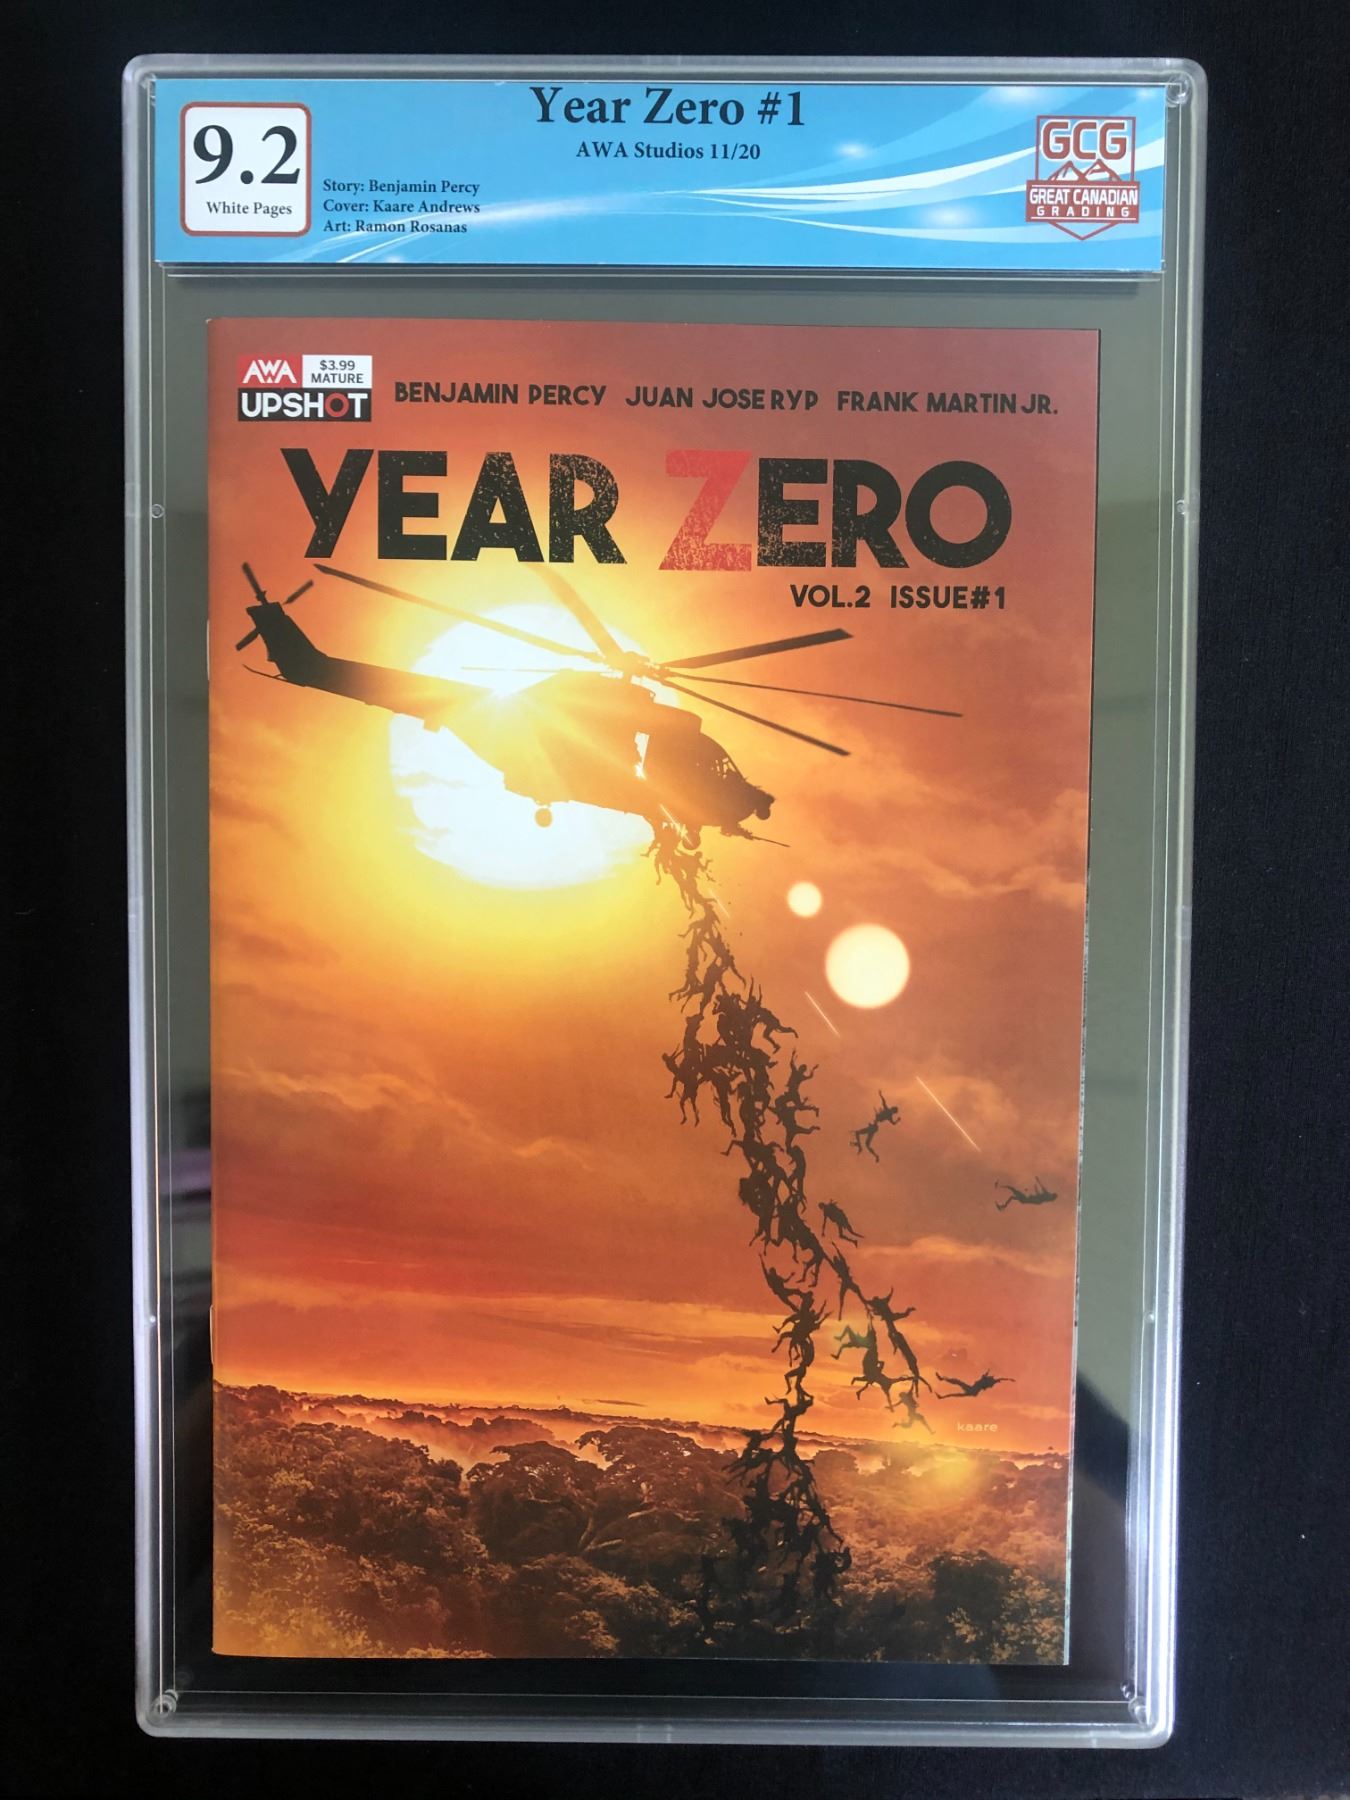 Year Zero #1
AWA Studios 11/20
9.2
White Pages
Story: Benjamin Percy
Cover: Kaare Andrews
Art: Ramon Rosanas
GCG
GREAT CANADIAN
GRADING
AWA
$3.99
MATURE
UPSHOT
BENJAMIN PERCY JUAN JOSE RYP FRANK MARTIN JR.
YEAR ZERO
VOL.2 ISSUE#1
kaare